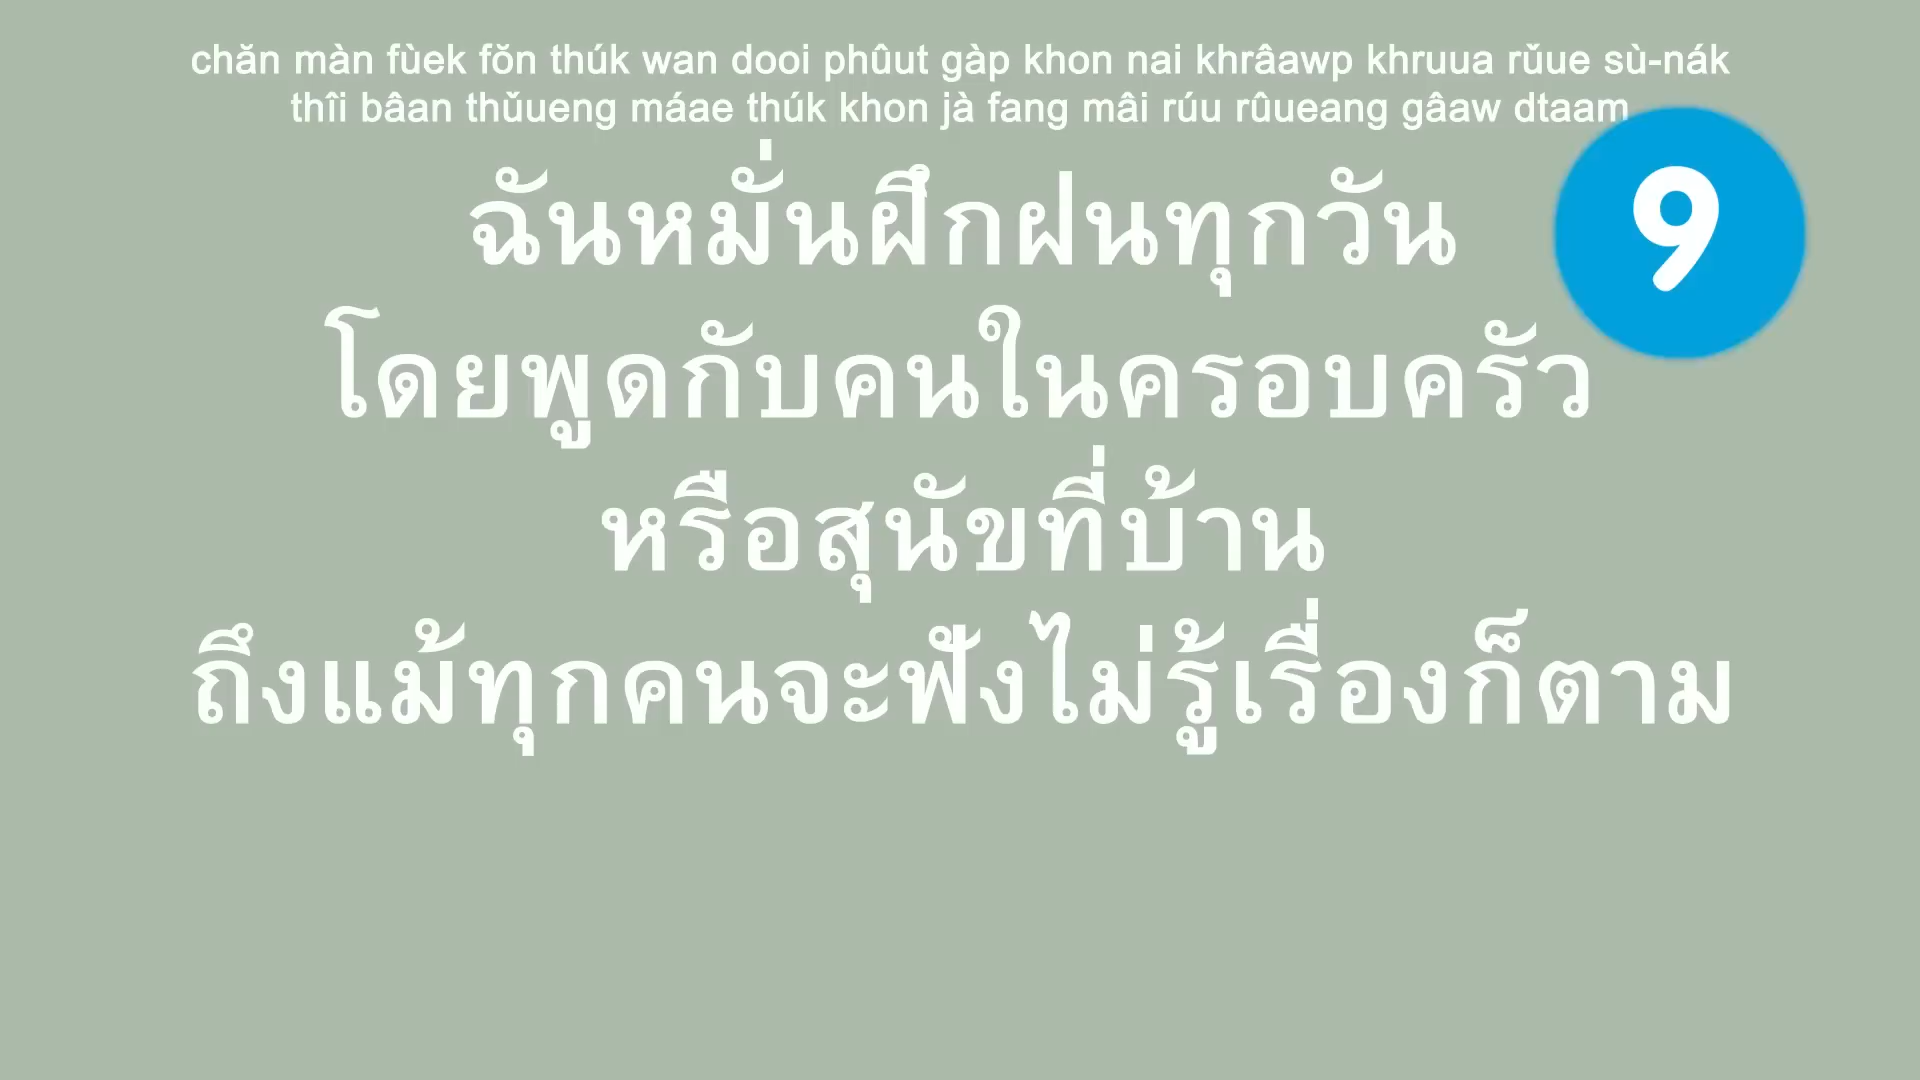 chăn màn fùek fŏn thúk wan dooi phûut gàp khon nai khrâawp khruua rǔue sù-nák
thîi bâan thǔueng máae thúk khon jà fang mâi rúu rûueang gâaw dtaam
ฉันหมั่นฝึกฝนทุกวัน
9
โดยพูดกับคนในครอบครัว
หรือสุนัขที่บ้าน
ถึงแม้ทุกคนจะฟังไม่รู้เรื่องก็ตาม